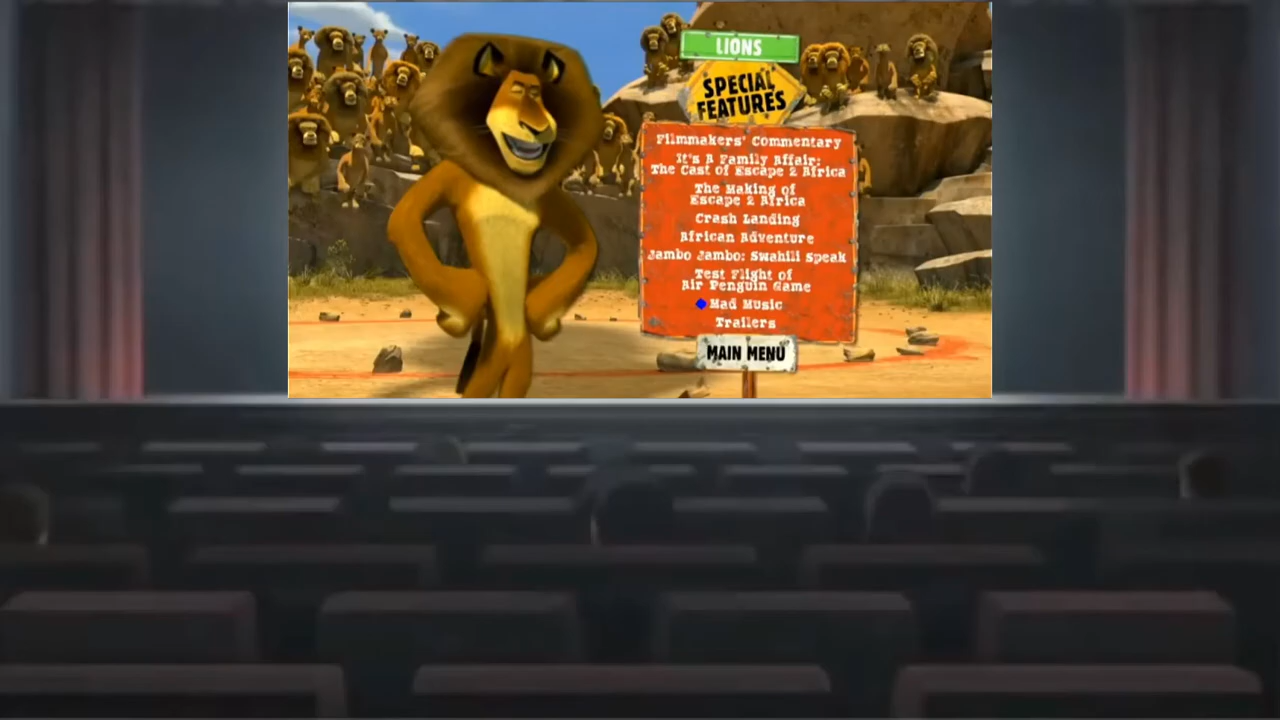 LIONS
SPECIAL
FEATURES
Filmmakers' Commentary
It's A Family Affair:
The Cast of Escape 2 Africa
The Making of
Escape 2 Africa
Crash Landing
African Adventure
Jambo Jambo: Swahili Speak
Test Flight of
Air Penguin Game
Mad Music
Trailers
MAIN MENU